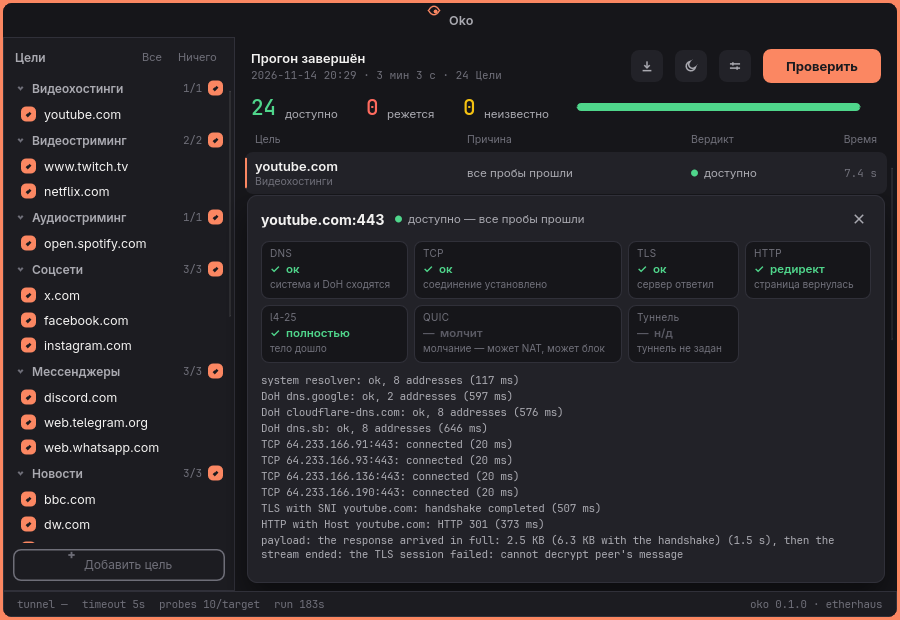 Oko
Цели
Все
Ничего
Видеохостинги 1/1
youtube.com
Видеостриминг 2/2
www.twitch.tv
netflix.com
Аудиостриминг 1/1
open.spotify.com
Соцсети 3/3
x.com
facebook.com
instagram.com
Мессенджеры 3/3
discord.com
web.telegram.org
web.whatsapp.com
Новости 3/3
bbc.com
dw.com
Добавить цель
Прогон завершён
2026-11-14 20:29 · 3 мин 3 с · 24 Цели
Проверить
24 доступно 0 режется 0 неизвестно
Цель Причина Вердикт Время
youtube.com все пробы прошли доступно 7.4 s
Видеохостинги
youtube.com:443 доступно — все пробы прошли
DNS
✓ ок
система и DoH сходятся
TCP
✓ ок
соединение установлено
TLS
✓ ок
сервер ответил
HTTP
✓ редирект
страница вернулась
l4-25
✓ полностью
тело дошло
QUIC
— молчит
молчание — может NAT, может блок
Туннель
— н/д
туннель не задан
system resolver: ok, 8 addresses (117 ms)
DoH dns.google: ok, 2 addresses (597 ms)
DoH cloudflare-dns.com: ok, 8 addresses (576 ms)
DoH dns.sb: ok, 8 addresses (646 ms)
TCP 64.233.166.91:443: connected (20 ms)
TCP 64.233.166.93:443: connected (20 ms)
TCP 64.233.166.136:443: connected (20 ms)
TCP 64.233.166.190:443: connected (20 ms)
TLS with SNI youtube.com: handshake completed (507 ms)
HTTP with Host youtube.com: HTTP 301 (373 ms)
payload: the response arrived in full: 2.5 KB (6.3 KB with the handshake) (1.5 s), then the
stream ended: the TLS session failed: cannot decrypt peer's message
tunnel — timeout 5s probes 10/target run 183s
oko 0.1.0 · etherhaus